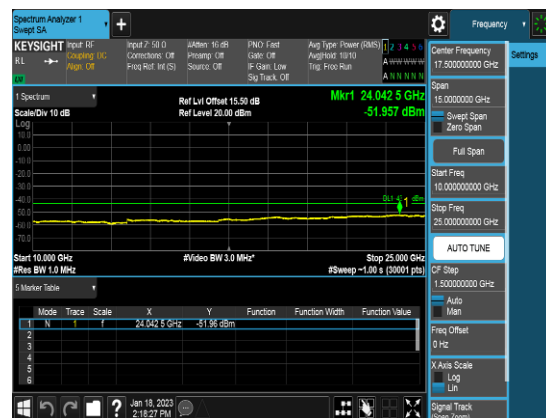 Spectrum Analyzer 1
Swept SA
Frequency
KEYSIGHT
RL
Input: RF
Coupling: DC
Align: Off
Input Z: 50 Ω
Corrections: Off
Freq Ref: Int (S)
#Atten: 16 dB
Preamp: Off
Source: Off
PNO: Fast
Gate: Off
IF Gain: Low
Sig Track: Off
Avg Type: Power (RMS)
Avg|Hold: 10/10
Trig: Free Run
1 2 3 4 5 6
A W W W W W
A N N N N N
1 Spectrum
Scale/Div 10 dB
Log
Ref Lvl Offset 15.50 dB
Ref Level 20.00 dBm
Mkr1 24.042 5 GHz
-51.957 dBm
10.0
0.00
-10.0
-20.0
-30.0
-40.0
-50.0
-60.0
-70.0
1
Start 10.000 GHz
#Res BW 1.0 MHz
#Video BW 3.0 MHz*
Stop 25.000 GHz
#Sweep ~1.00 s (30001 pts)
5 Marker Table
Mode Trace Scale X Y Function Function Width Function Value
1 N 1 f 24.042 5 GHz -51.96 dBm
2
3
4
5
6
Jan 18, 2023
2:18:27 PM
Center Frequency
17.500000000 GHz
Settings
Span
15.0000000 GHz
Swept Span
Zero Span
Full Span
Start Freq
10.000000000 GHz
Stop Freq
25.000000000 GHz
AUTO TUNE
CF Step
1.500000000 GHz
Auto
Man
Freq Offset
0 Hz
X Axis Scale
Log
Lin
Signal Track
(Span Zoom)